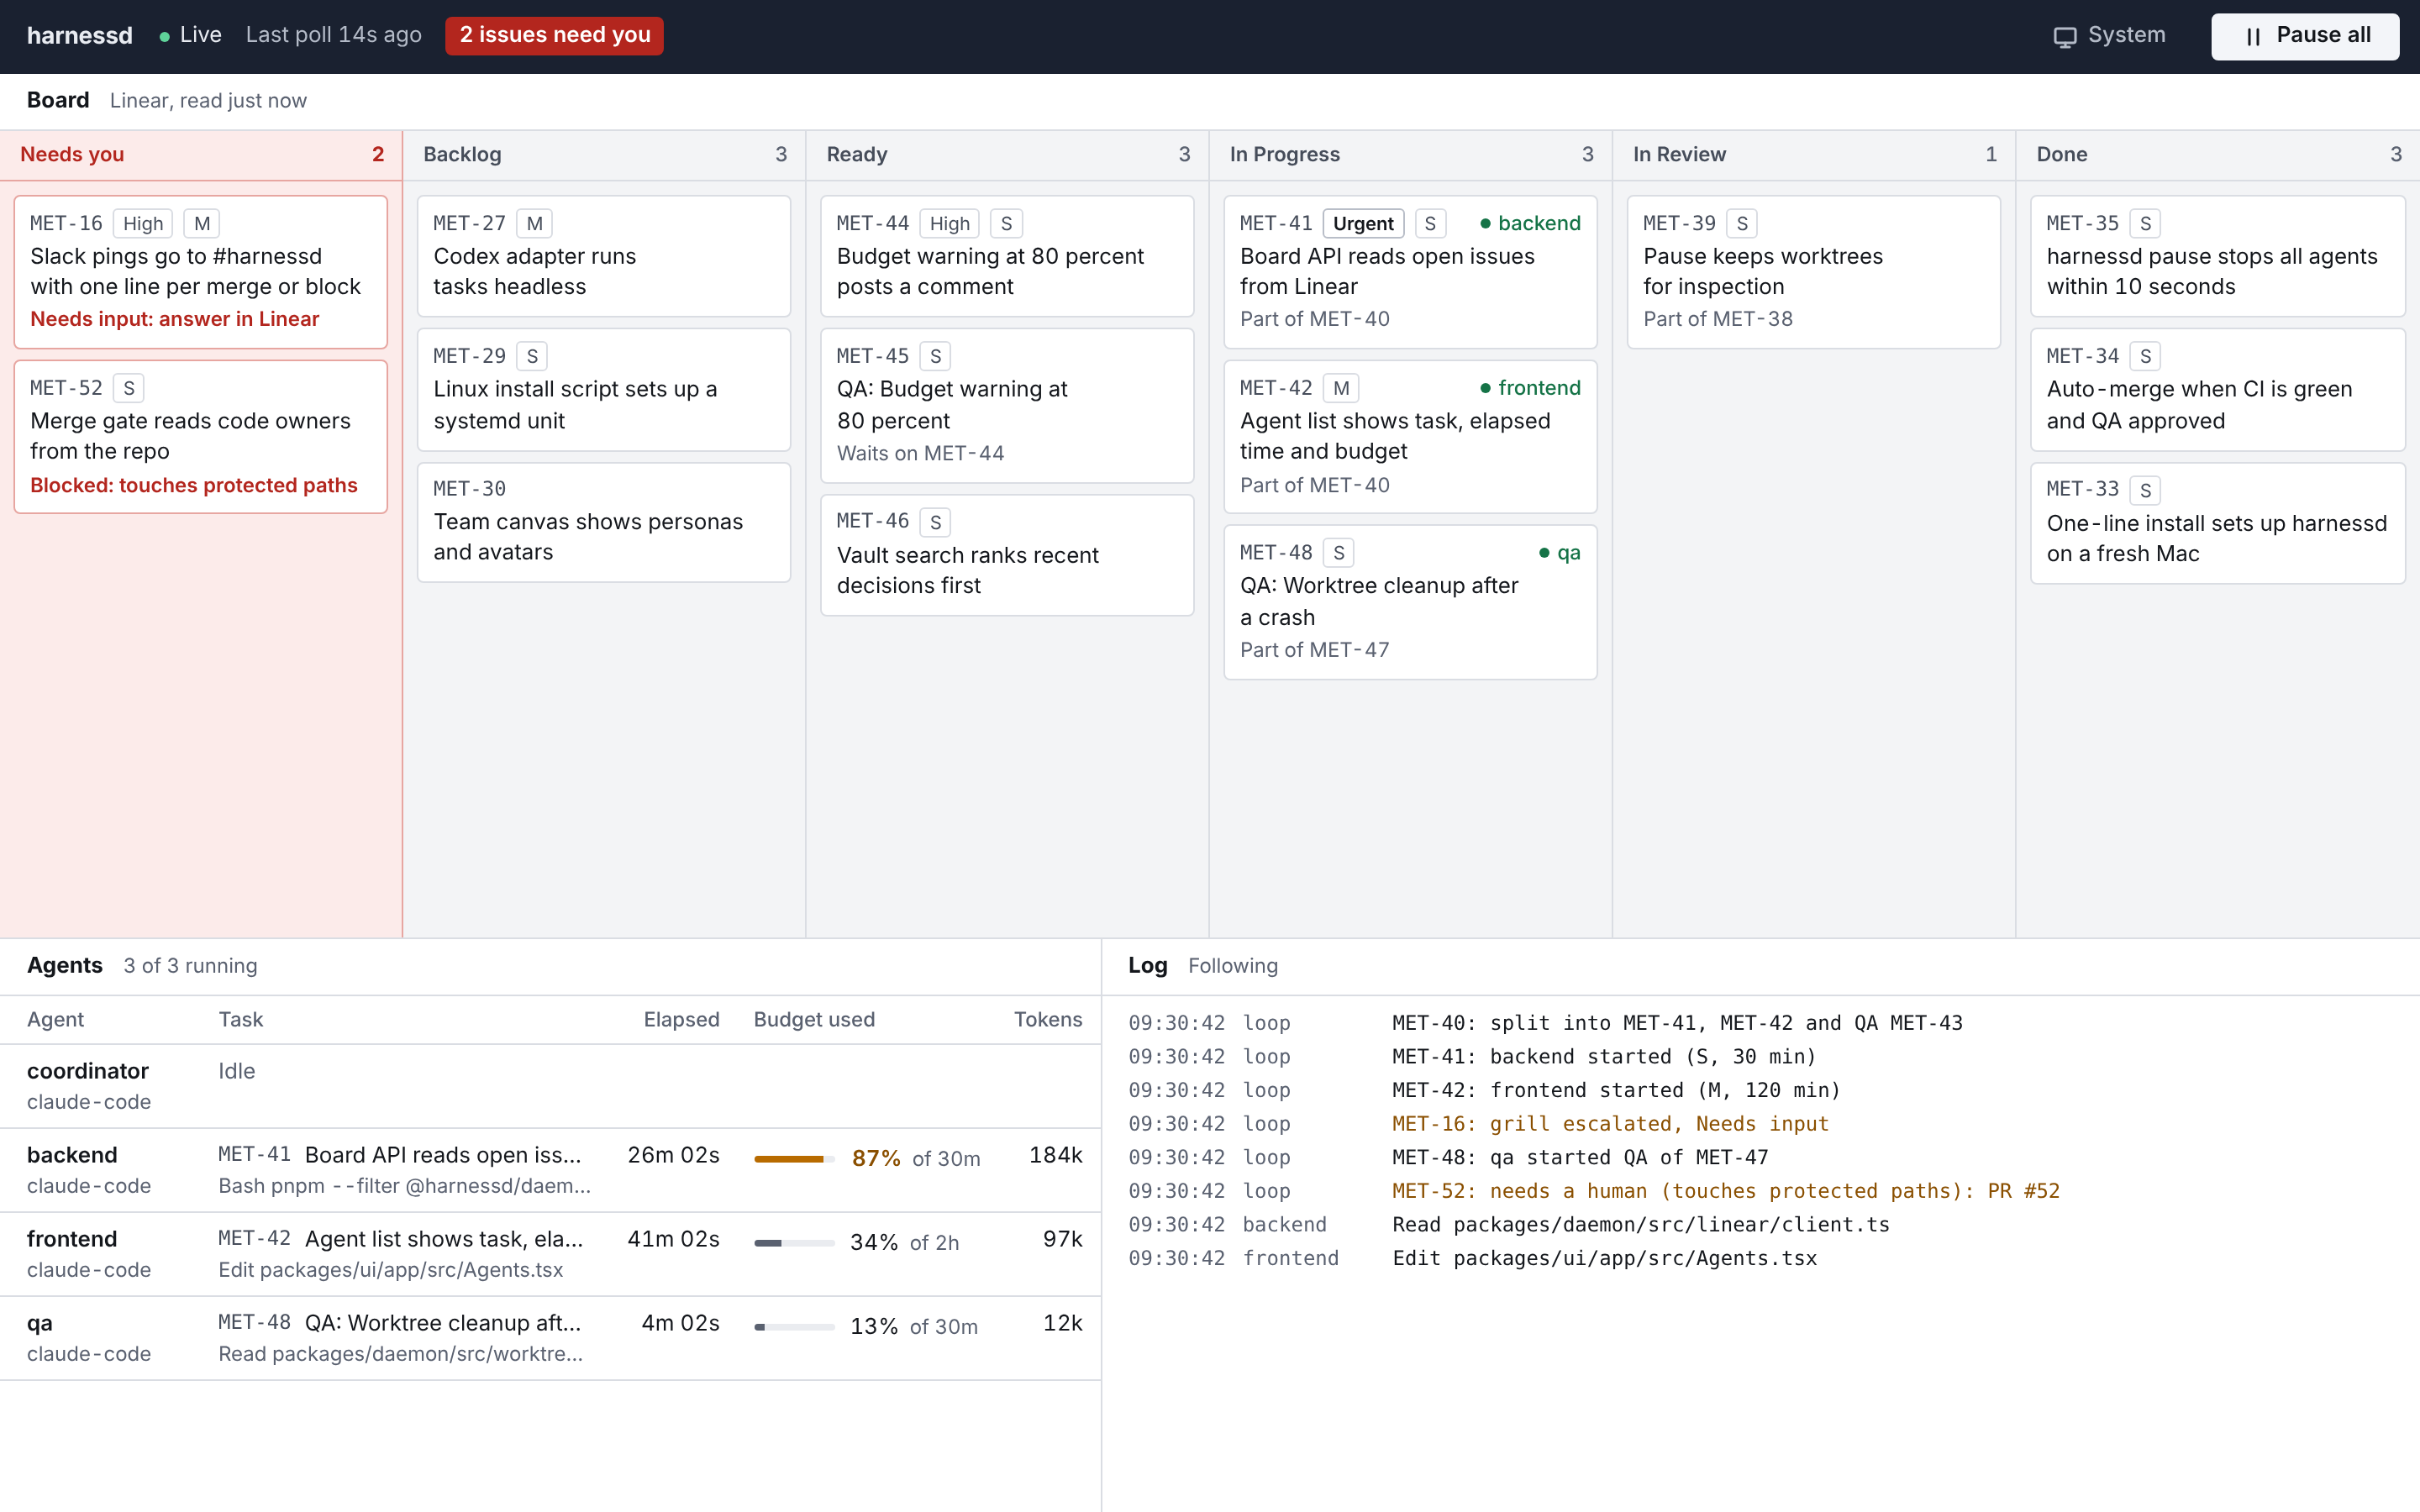 harnessd Live Last poll 14s ago 2 issues need you System Pause all
Board Linear, read just now
Needs you 2
MET-16 High M
Slack pings go to #harnessd
with one line per merge or block
Needs input: answer in Linear
MET-52 S
Merge gate reads code owners
from the repo
Blocked: touches protected paths
Backlog 3
MET-27 M
Codex adapter runs
tasks headless
MET-29 S
Linux install script sets up a
systemd unit
MET-30
Team canvas shows personas
and avatars
Ready 3
MET-44 High S
Budget warning at 80 percent
posts a comment
MET-45 S
QA: Budget warning at
80 percent
Waits on MET-44
MET-46 S
Vault search ranks recent
decisions first
In Progress 3
MET-41 Urgent S backend
Board API reads open issues
from Linear
Part of MET-40
MET-42 M frontend
Agent list shows task, elapsed
time and budget
Part of MET-40
MET-48 S qa
QA: Worktree cleanup after
a crash
Part of MET-47
In Review 1
MET-39 S
Pause keeps worktrees
for inspection
Part of MET-38
Done 3
MET-35 S
harnessd pause stops all agents
within 10 seconds
MET-34 S
Auto-merge when CI is green
and QA approved
MET-33 S
One-line install sets up harnessd
on a fresh Mac
Agents 3 of 3 running
Agent Task Elapsed Budget used Tokens
coordinator Idle
claude-code
backend MET-41 Board API reads open iss... 26m 02s 87% of 30m 184k
claude-code Bash pnpm --filter @harnessd/daem...
frontend MET-42 Agent list shows task, ela... 41m 02s 34% of 2h 97k
claude-code Edit packages/ui/app/src/Agents.tsx
qa MET-48 QA: Worktree cleanup aft... 4m 02s 13% of 30m 12k
claude-code Read packages/daemon/src/worktre...
Log Following
09:30:42 loop MET-40: split into MET-41, MET-42 and QA MET-43
09:30:42 loop MET-41: backend started (S, 30 min)
09:30:42 loop MET-42: frontend started (M, 120 min)
09:30:42 loop MET-16: grill escalated, Needs input
09:30:42 loop MET-48: qa started QA of MET-47
09:30:42 loop MET-52: needs a human (touches protected paths): PR #52
09:30:42 backend Read packages/daemon/src/linear/client.ts
09:30:42 frontend Edit packages/ui/app/src/Agents.tsx